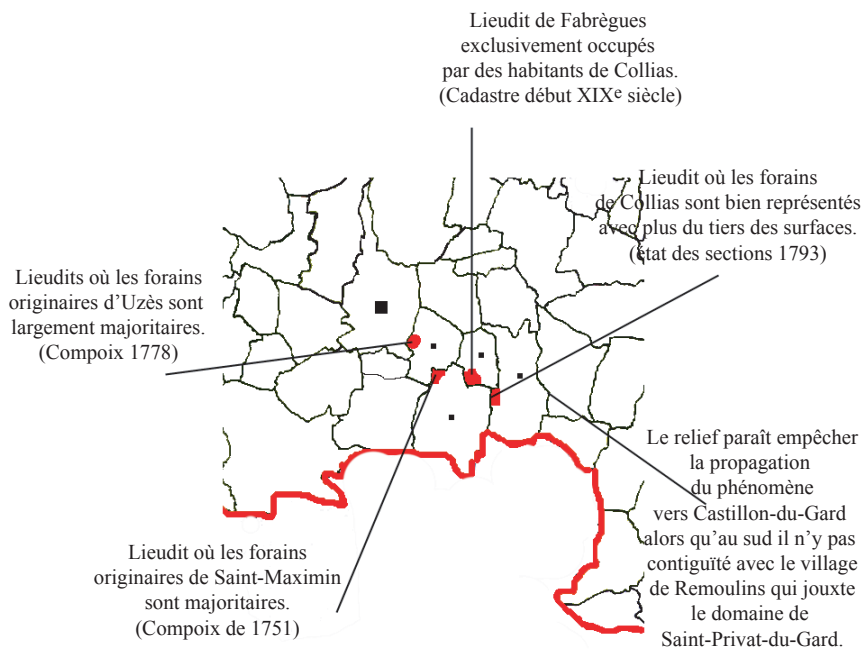 Lieudit de Fabrègues
exclusivement occupés
par des habitants de Collias.
(Cadastre début XIXe siècle)
Lieudit où les forains
de Collias sont bien représentés
avec plus du tiers des surfaces.
(état des sections 1793)
Lieudits où les forains
originaires d'Uzès sont
largement majoritaires.
(Compoix 1778)
Le relief paraît empêcher
la propagation
du phénomène
vers Castillon-du-Gard
alors qu'au sud il n'y pas
contiguïté avec le village
de Remoulins qui jouxte
le domaine de
Saint-Privat-du-Gard.
Lieudit où les forains
originaires de Saint-Maximin
sont majoritaires.
(Compoix de 1751)